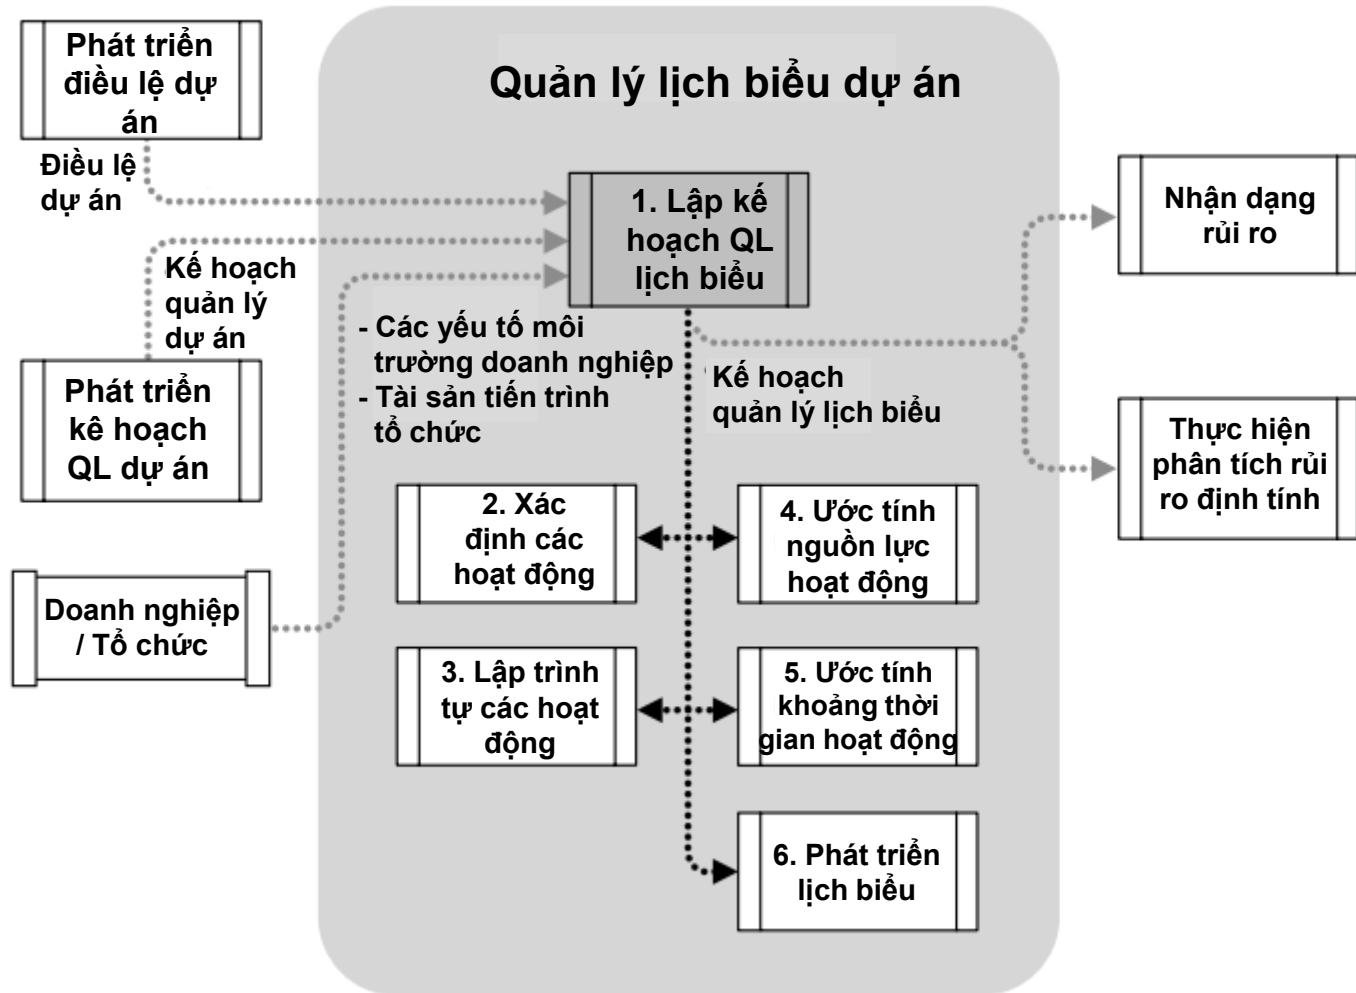 Phát triển
điều lệ dự
án
Điều lệ
dự án
Kế hoạch
quản lý
dự án
Phát triển
kê hoạch
QL dự án
Doanh nghiệp
/ Tổ chức
Quản lý lịch biểu dự án
1. Lập kế
hoạch QL
lịch biểu
- Các yếu tố môi
trường doanh nghiệp
- Tài sản tiến trình
tổ chức
Kế hoạch
quản lý lịch biểu
2. Xác
định các
hoạt động
4. Ước tính
nguồn lực
hoạt động
3. Lập trình
tự các hoạt
động
5. Ước tính
khoảng thời
gian hoạt động
6. Phát triển
lịch biểu
Nhận dạng
rủi ro
Thực hiện
phân tích rủi
ro định tính